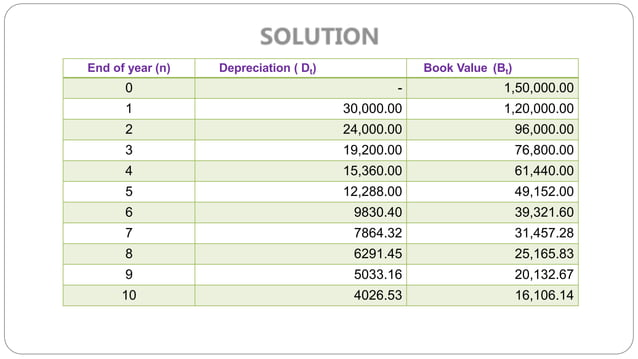 SOLUTION
End of year (n) Depreciation ( Dt) Book Value (Bt)
0 - 1,50,000.00
1 30,000.00 1,20,000.00
2 24,000.00 96,000.00
3 19,200.00 76,800.00
4 15,360.00 61,440.00
5 12,288.00 49,152.00
6 9830.40 39,321.60
7 7864.32 31,457.28
8 6291.45 25,165.83
9 5033.16 20,132.67
10 4026.53 16,106.14